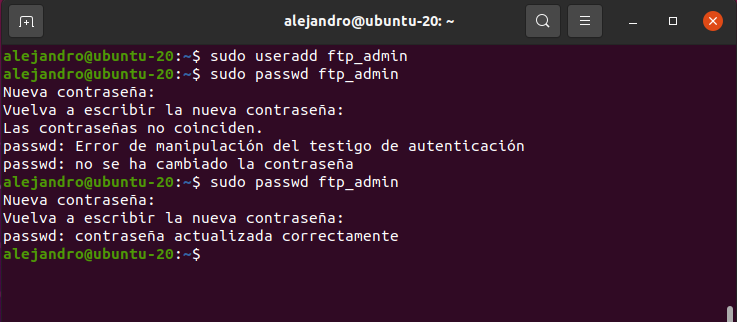 alejandro@ubuntu-20: ~
alejandro@ubuntu-20:~$ sudo useradd ftp_admin
alejandro@ubuntu-20:~$ sudo passwd ftp_admin
Nueva contraseña:
Vuelva a escribir la nueva contraseña:
Las contraseñas no coinciden.
passwd: Error de manipulación del testigo de autenticación
passwd: no se ha cambiado la contraseña
alejandro@ubuntu-20:~$ sudo passwd ftp_admin
Nueva contraseña:
Vuelva a escribir la nueva contraseña:
passwd: contraseña actualizada correctamente
alejandro@ubuntu-20:~$